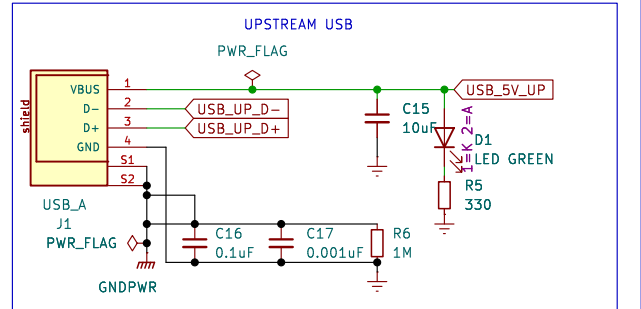 UPSTREAM USB
PWR_FLAG
shield
VBUS 1
USB_5V_UP
D- 2 USB_UP_D-
D+ 3 USB_UP_D+
GND 4
S1
S2
C15
10uF
1=K 2=A
D1
LED GREEN
R5
330
USB_A
J1
PWR_FLAG
GNDPWR
C16
0.1uF
C17
0.001uF
R6
1M